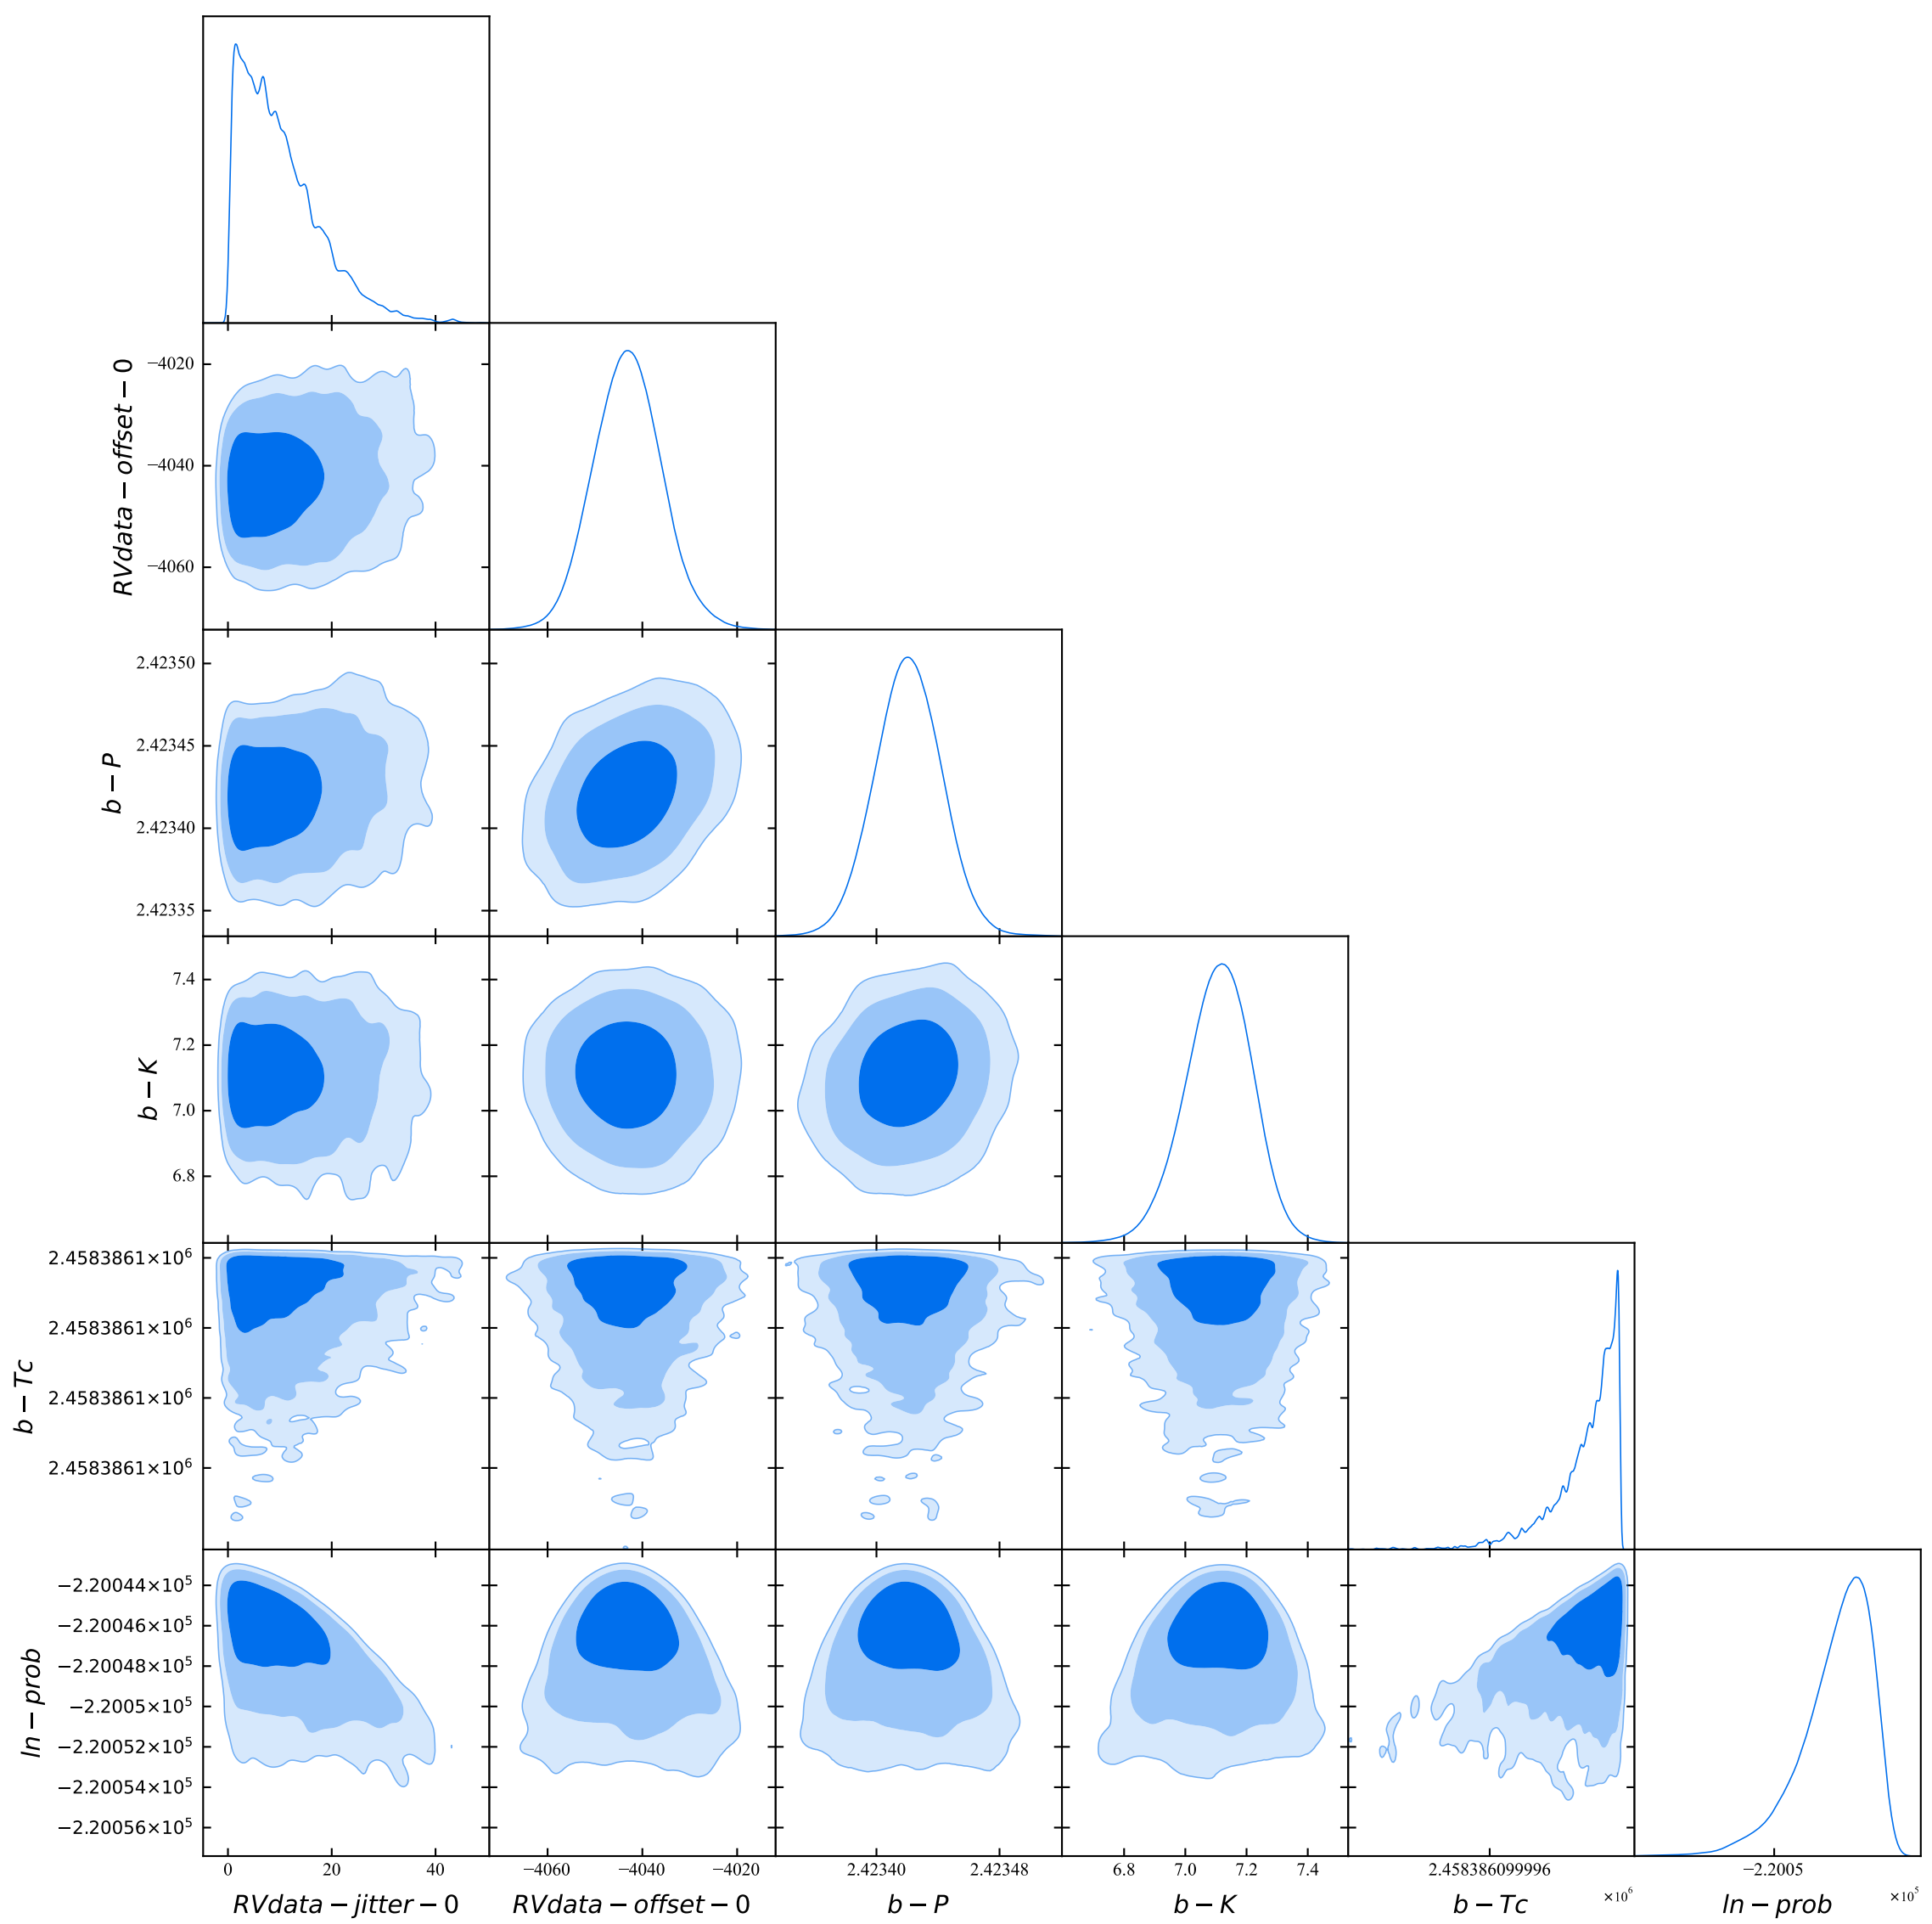 −4020
−4040
−4060
RVdata − offset − 0
2.42350
2.42345
2.42340
2.42335
b − P
7.4
7.2
7.0
6.8
b − K
2.4583861×10⁶
2.4583861×10⁶
2.4583861×10⁶
2.4583861×10⁶
b − Tc
−2.20044×10⁵
−2.20046×10⁵
−2.20048×10⁵
−2.2005×10⁵
−2.20052×10⁵
−2.20054×10⁵
−2.20056×10⁵
ln − prob
0 20 40
−4060 −4040 −4020
2.42340 2.42348
6.8 7.0 7.2 7.4
2.458386099996
×10⁶
−2.2005
×10⁵
RVdata − jitter − 0
RVdata − offset − 0
b − P
b − K
b − Tc
ln − prob